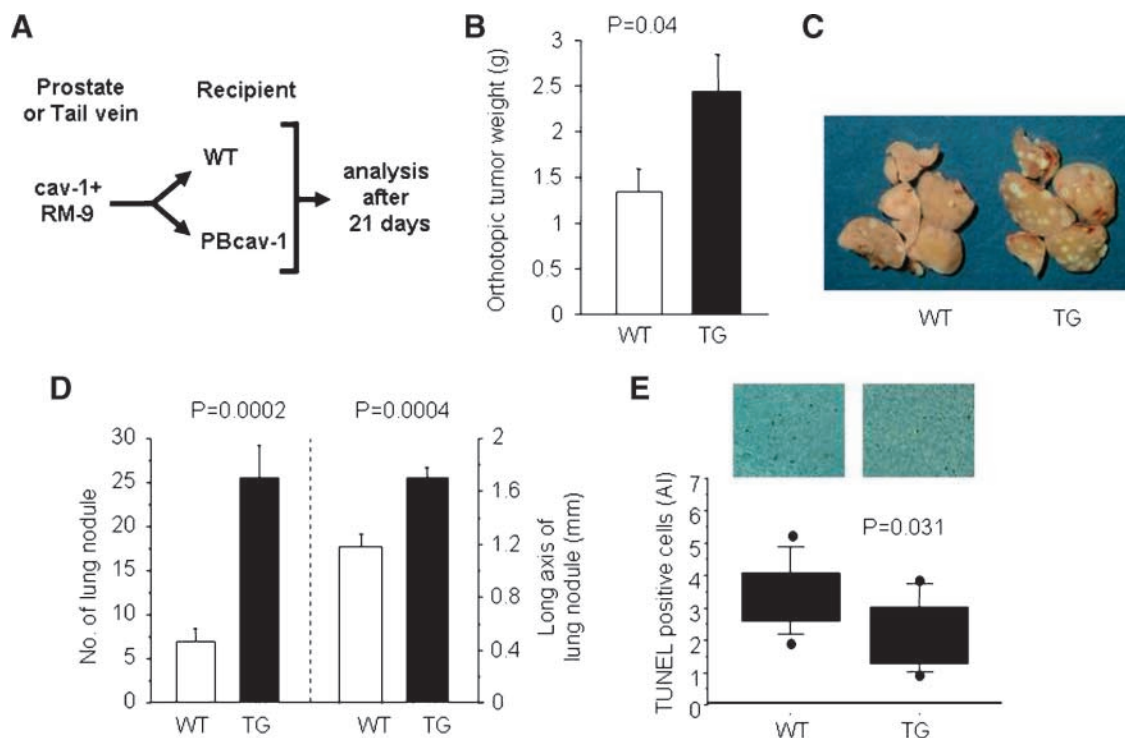 A
Prostate
or Tail vein
Recipient
cav-1+
RM-9
WT
PBcav-1
analysis
after
21 days
B
P=0.04
Orthotopic tumor weight (g)
3
2.5
2
1.5
1
0.5
0
WT
TG
C
WT
TG
D
P=0.0002
P=0.0004
No. of lung nodule
30
25
20
15
10
5
0
2
1.6
1.2
0.8
0.4
0
Long axis of
lung nodule (mm)
WT
TG
WT
TG
E
TUNEL positive cells (AI)
7
6
5
4
3
2
1
0
P=0.031
WT
TG